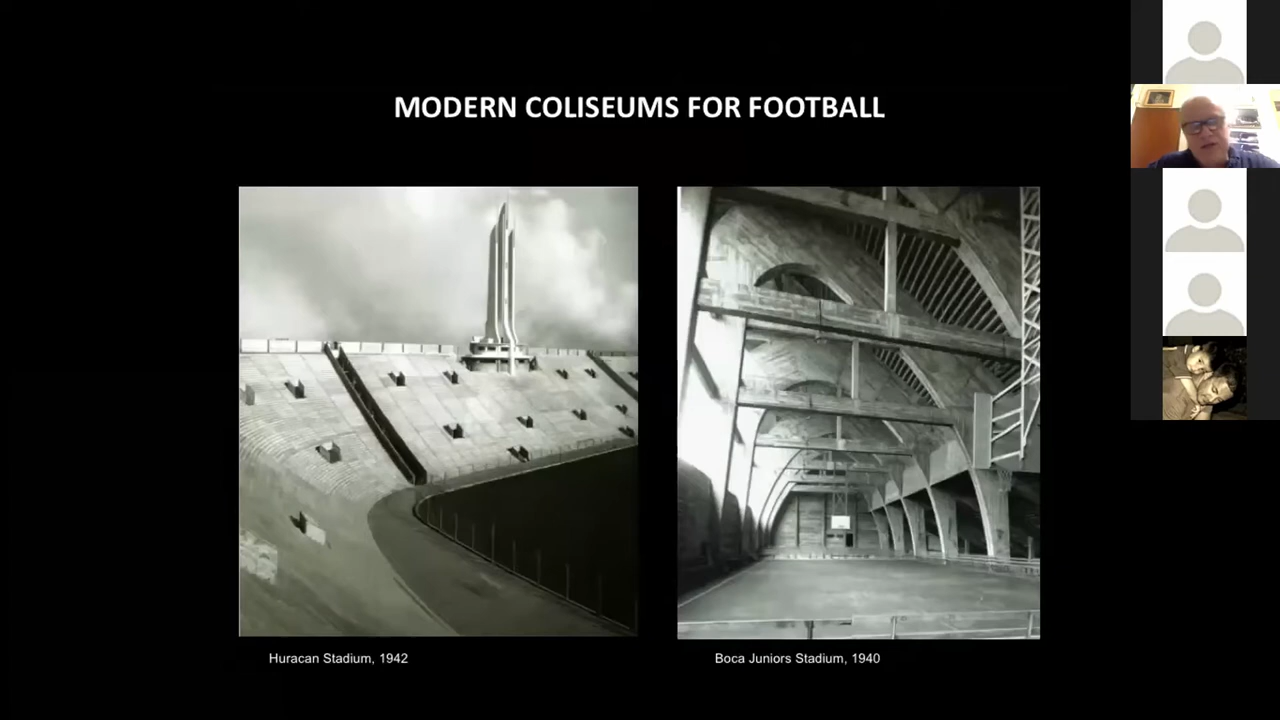 MODERN COLISEUMS FOR FOOTBALL
Huracan Stadium, 1942
Boca Juniors Stadium, 1940